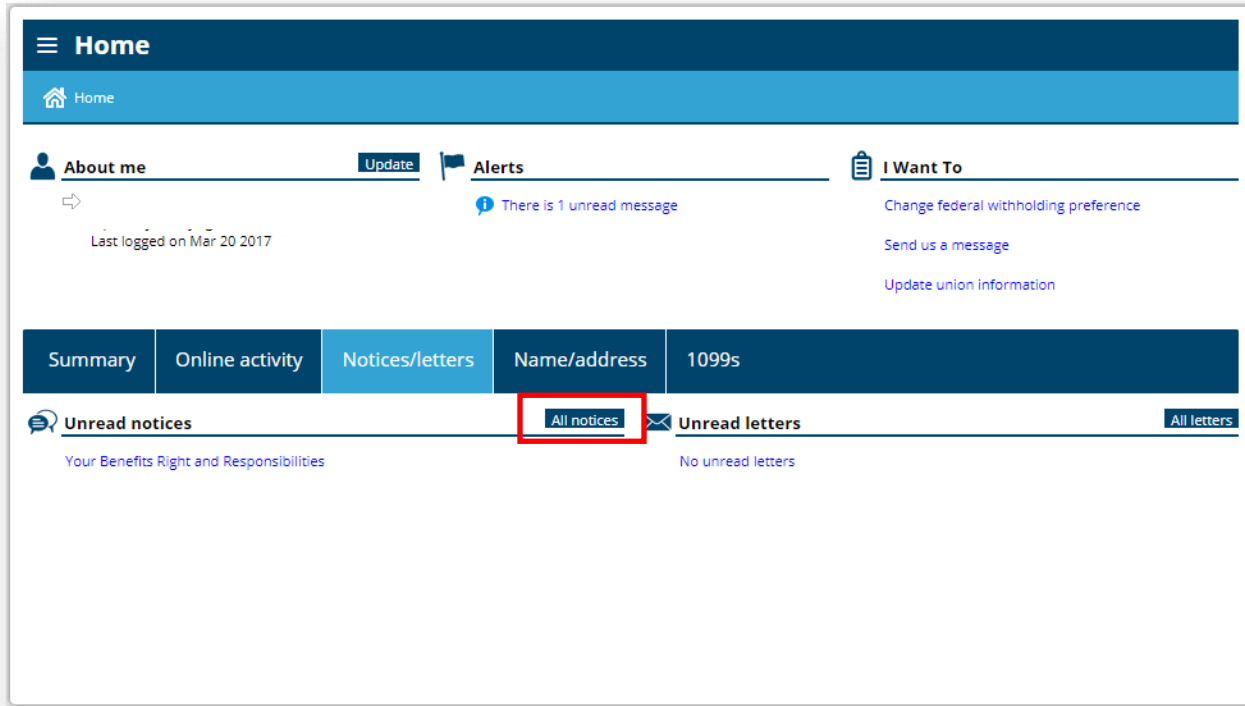 Home
Home
About me
Update
Alerts
I Want To
There is 1 unread message
Change federal withholding preference
Last logged on Mar 20 2017
Send us a message
Update union information
Summary
Online activity
Notices/letters
Name/address
1099s
Unread notices
All notices
Unread letters
All letters
Your Benefits Right and Responsibilities
No unread letters